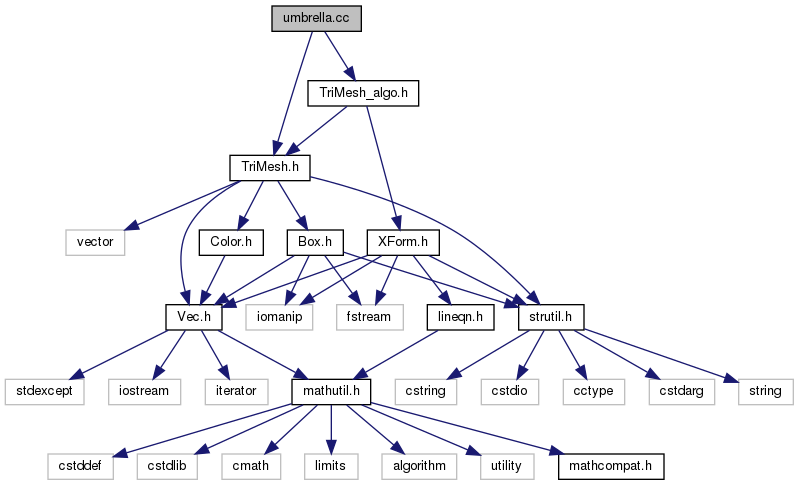 umbrella.cc
TriMesh_algo.h
TriMesh.h
vector
Color.h
Box.h
XForm.h
Vec.h
iomanip
fstream
lineqn.h
strutil.h
stdexcept
iostream
iterator
mathutil.h
cstring
cstdio
cctype
cstdarg
string
cstddef
cstdlib
cmath
limits
algorithm
utility
mathcompat.h